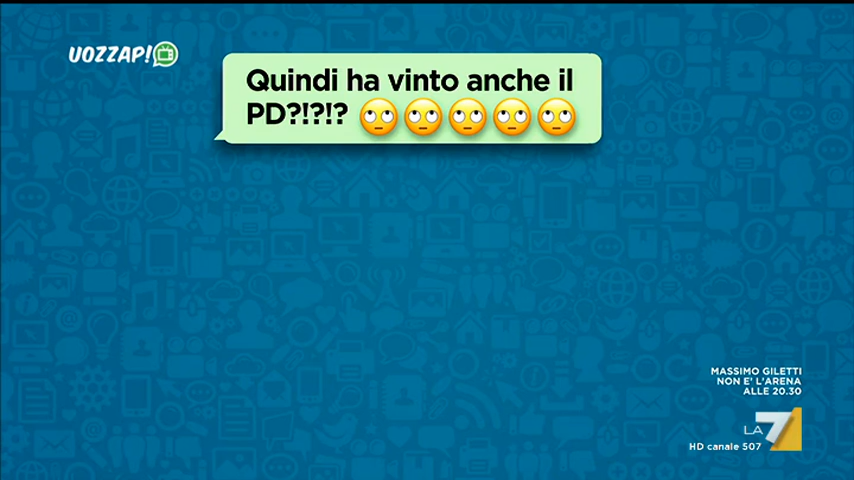 UOZZAP!
Quindi ha vinto anche il
PD?!?!? 🙄🙄🙄🙄🙄
MASSIMO GILETTI
NON E' L'ARENA
ALLE 20.30
LA7
HD canale 507